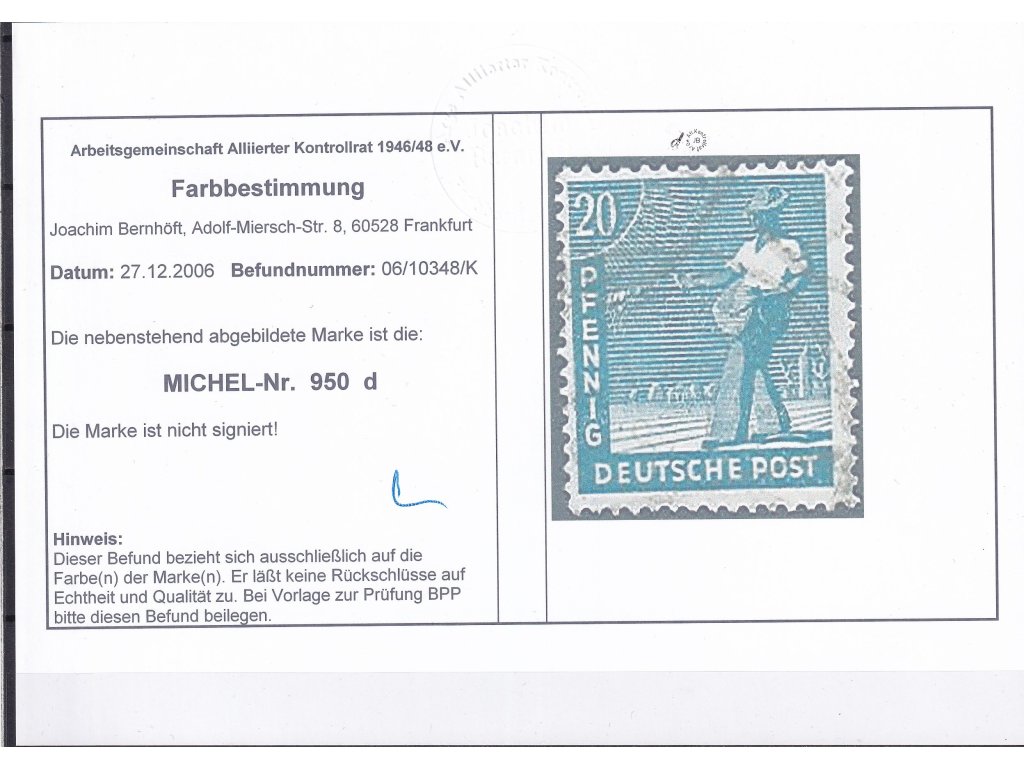 Arbeitsgemeinschaft Alliierter Kontrollrat 1946/48 e.V.
Farbbestimmung
Joachim Bernhöft, Adolf-Miersch-Str. 8, 60528 Frankfurt
Datum: 27.12.2006 Befundnummer: 06/10348/K
Die nebenstehend abgebildete Marke ist die:
MICHEL-Nr. 950 d
Die Marke ist nicht signiert!
Hinweis:
Dieser Befund bezieht sich ausschließlich auf die
Farbe(n) der Marke(n). Er läßt keine Rückschlüsse auf
Echtheit und Qualität zu. Bei Vorlage zur Prüfung BPP
bitte diesen Befund beilegen.
Alliierter
JB
20
PFENNIG
DEUTSCHE POST